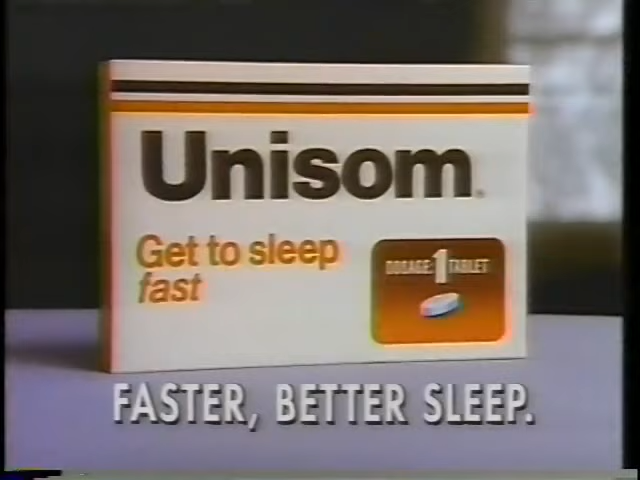 Unisom
Get to sleep
fast
DOSAGE: 1 TABLET
FASTER, BETTER SLEEP.